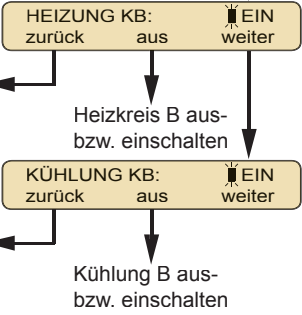 HEIZUNG KB: EIN
zurück aus weiter
Heizkreis B aus-
bzw. einschalten
KÜHLUNG KB: EIN
zurück aus weiter
Kühlung B aus-
bzw. einschalten